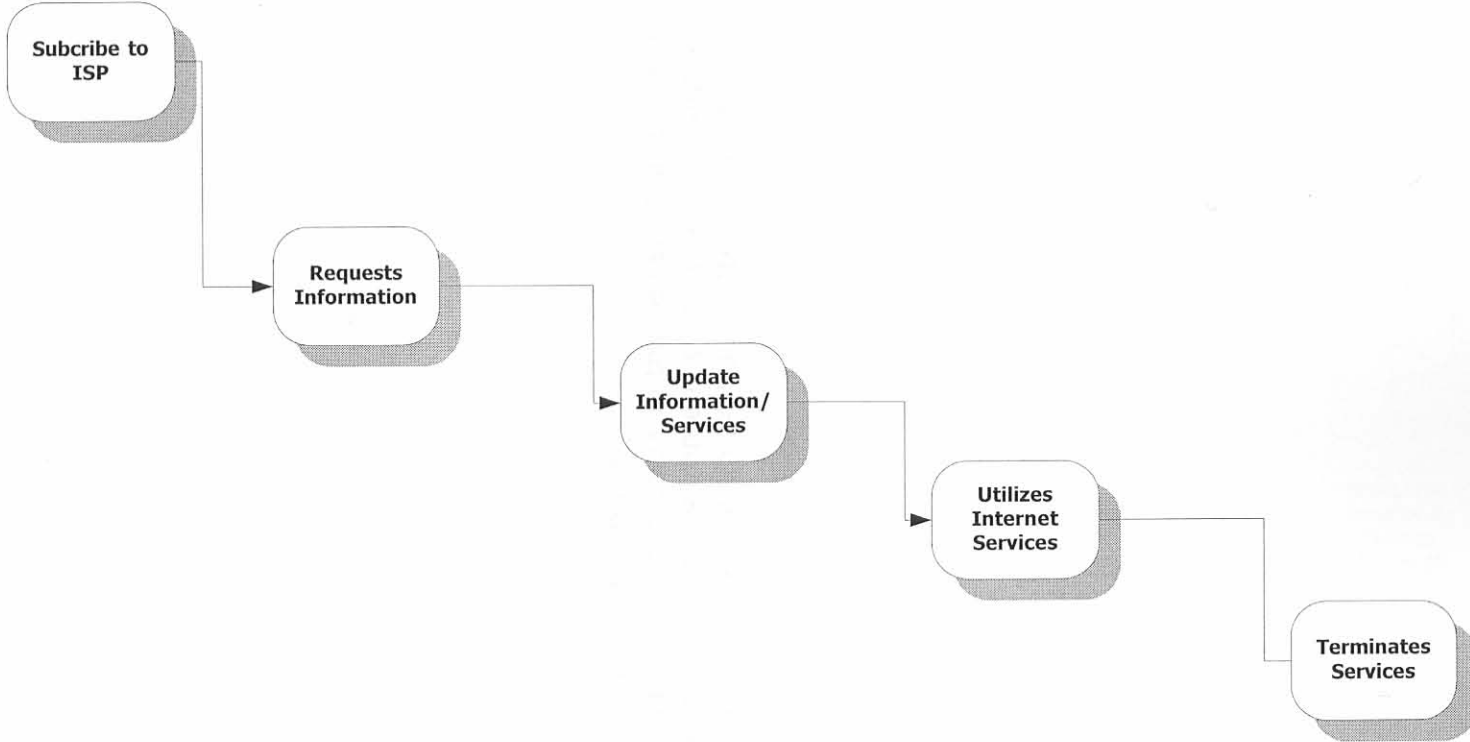 Subcribe to
ISP
Requests
Information
Update
Information/
Services
Utilizes
Internet
Services
Terminates
Services